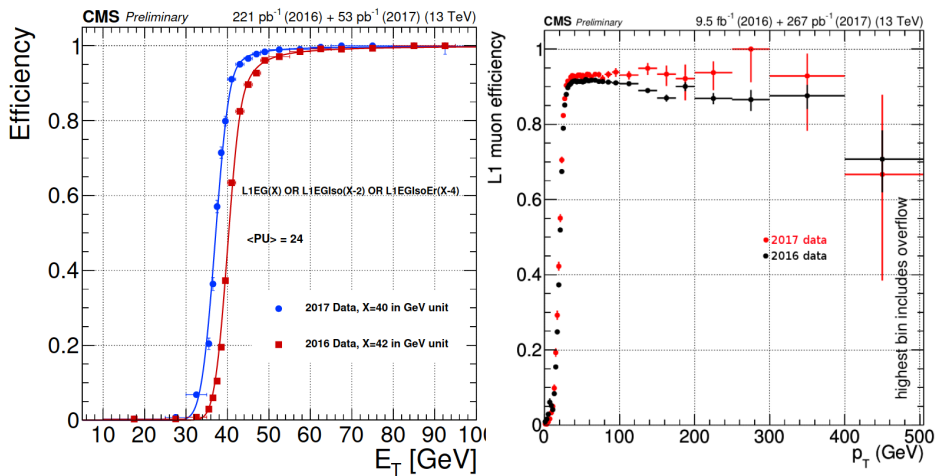 CMS Preliminary 221 pb⁻¹ (2016) + 53 pb⁻¹ (2017) (13 TeV)
Efficiency
1
0.8
0.6
0.4
0.2
0
L1EG(X) OR L1EGIso(X-2) OR L1EGIsoEr(X-4)
<PU> = 24
2017 Data, X=40 in GeV unit
2016 Data, X=42 in GeV unit
10 20 30 40 50 60 70 80 90 100
E_T [GeV]
CMS Preliminary 9.5 fb⁻¹ (2016) + 267 pb⁻¹ (2017) (13 TeV)
L1 muon efficiency
1
0.8
0.6
0.4
0.2
0
2017 data
2016 data
highest bin includes overflow
0 100 200 300 400 500
p_T (GeV)